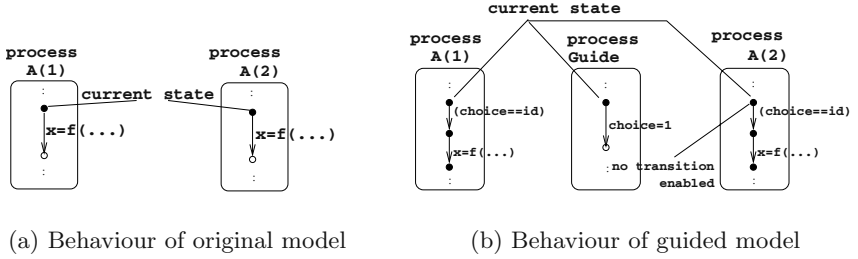 current state
process
A(1)
process
A(2)
current state
x=f(...)
x=f(...)
process
A(1)
process
Guide
process
A(2)
(choice==id)
x=f(...)
choice=1
(choice==id)
x=f(...)
no transition
enabled
(a) Behaviour of original model
(b) Behaviour of guided model